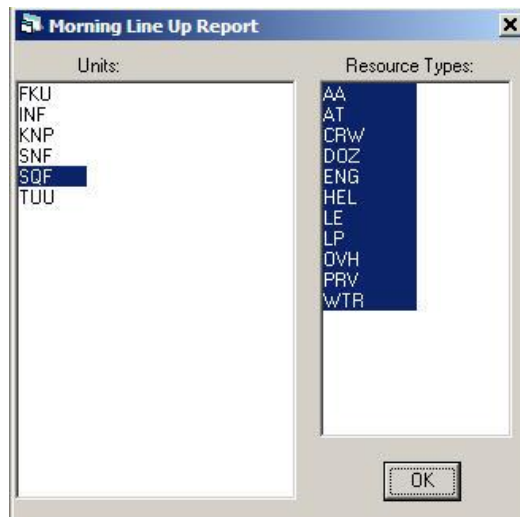 Morning Line Up Report
Units:
FKU
INF
KNP
SNF
SQF
TUU
Resource Types:
AA
AT
CRW
DOZ
ENG
HEL
LE
LP
OVH
PRV
WTR
OK